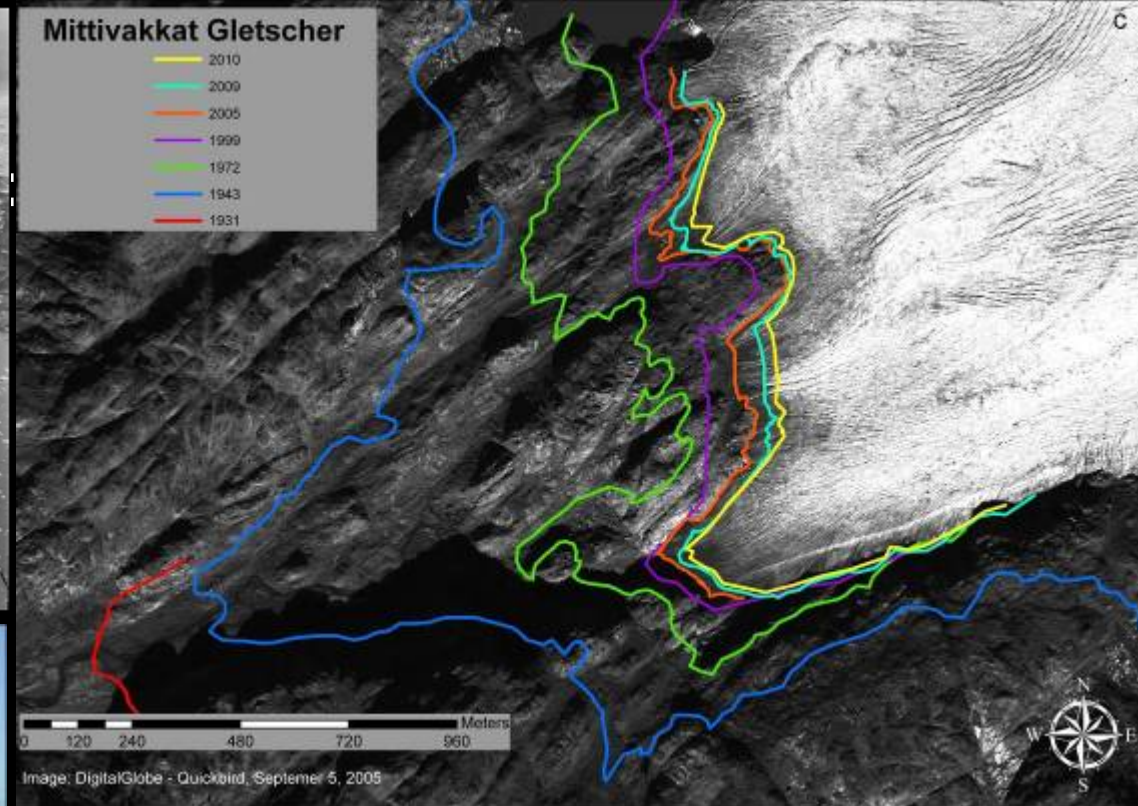 Mittivakkat Gletscher
2010
2009
2005
1999
1972
1943
1931
C
Meters
0 120 240 480 720 960
Image: DigitalGlobe - Quickbird, Septemer 5, 2005
N
W E
S